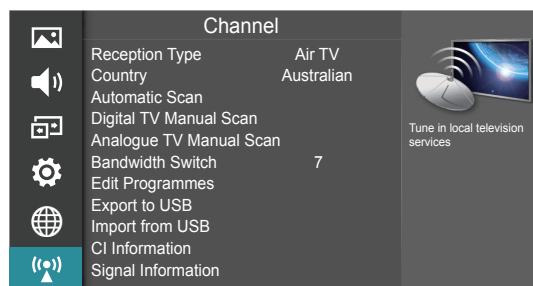 Channel
Reception Type Air TV
Country Australian
Automatic Scan
Digital TV Manual Scan
Analogue TV Manual Scan
Bandwidth Switch 7
Edit Programmes
Export to USB
Import from USB
CI Information
Signal Information
Tune in local television
services